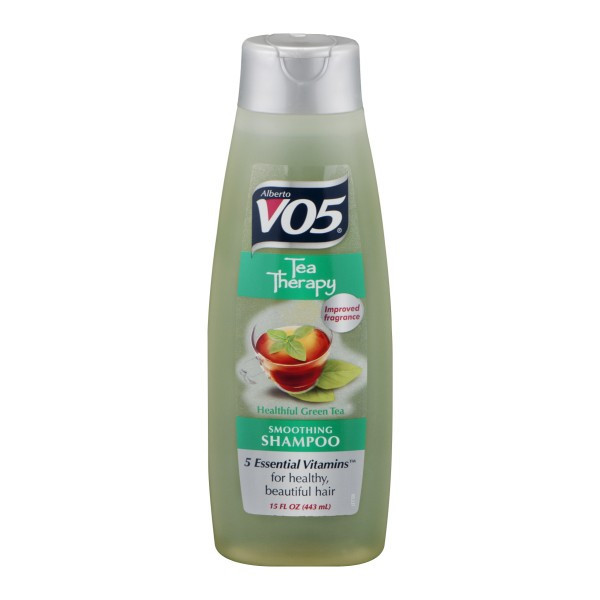 Alberto
VO5®
Tea
Therapy
Improved
fragrance
Healthful Green Tea
SMOOTHING
SHAMPOO
5 Essential Vitamins™
for healthy,
beautiful hair
15 FL OZ (443 mL)